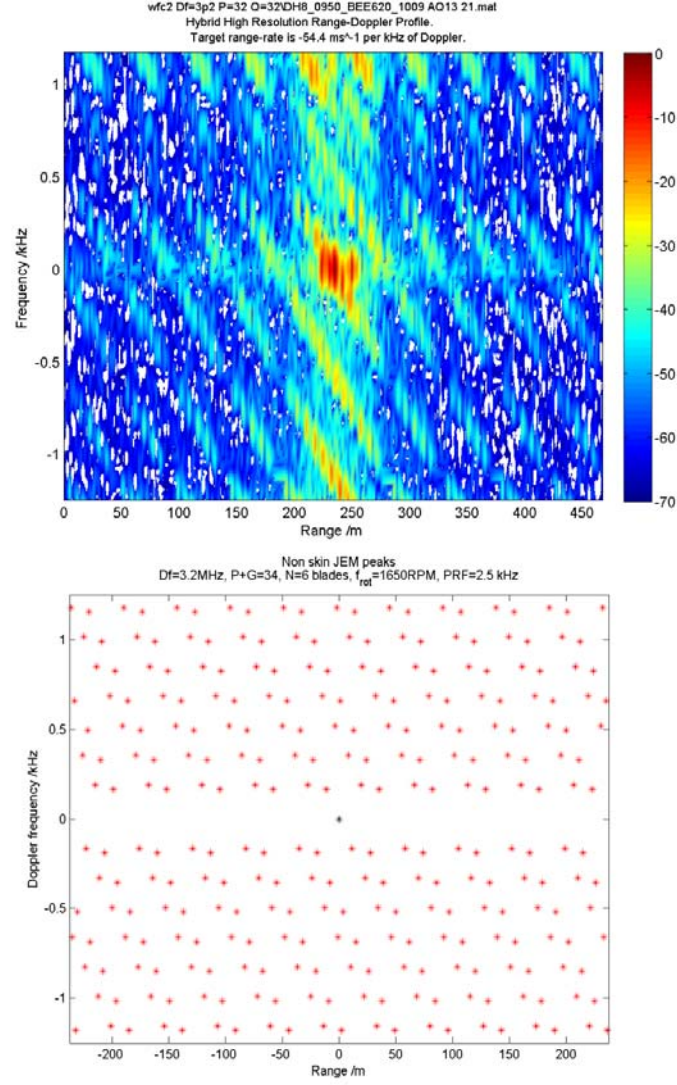 wfc2 Df=3p2 P=32 Q=32\DH8_0950_BEE620_1009 AQ13 21.mat
Hybrid High Resolution Range-Doppler Profile.
Target range-rate is -54.4 ms^-1 per kHz of Doppler.
1
0.5
0
-0.5
-1
Frequency /kHz
0 50 100 150 200 250 300 350 400 450
Range /m
0
-10
-20
-30
-40
-50
-60
-70
Non skin JEM peaks
Df=3.2MHz, P+G=34, N=6 blades, f_rot=1650RPM, PRF=2.5 kHz
1
0.5
0
-0.5
-1
Doppler frequency /kHz
-200 -150 -100 -50 0 50 100 150 200
Range /m